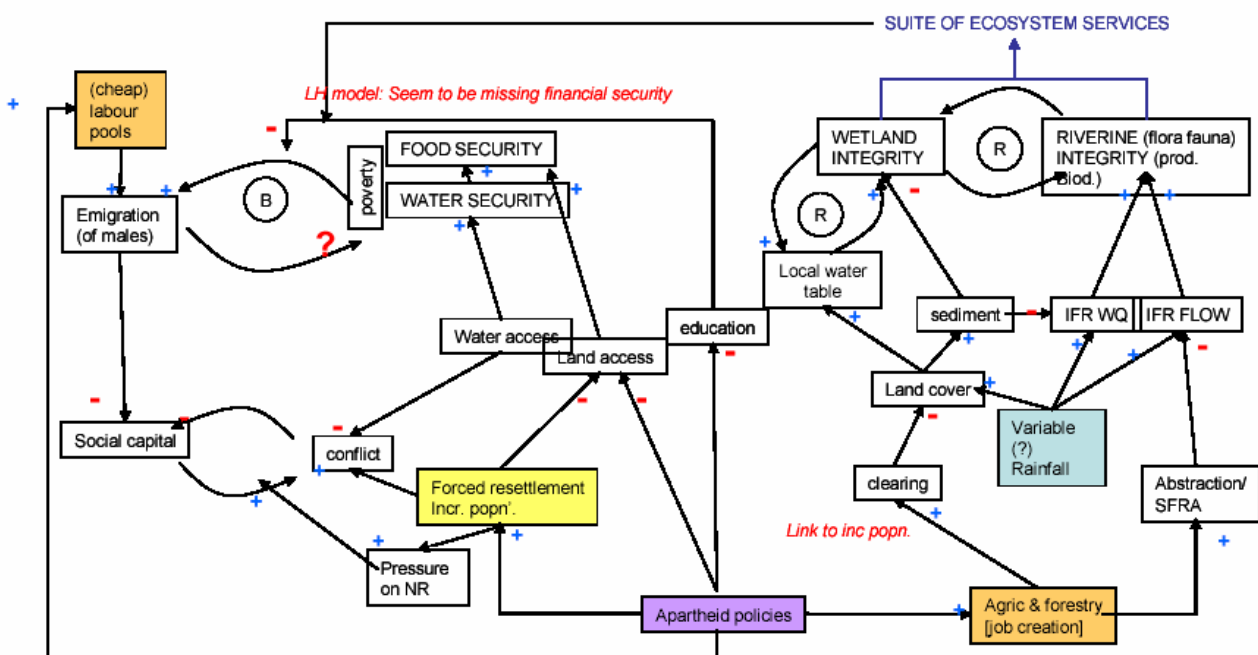 SUITE OF ECOSYSTEM SERVICES
+
(cheap)
labour
pools
LH model: Seem to be missing financial security
-
FOOD SECURITY
+
WATER SECURITY
+
+
poverty
B
+
+
Emigration
(of males)
?
WETLAND
INTEGRITY
+
-
R
RIVERINE (flora fauna)
INTEGRITY (prod.
Biod.)
+
+
R
+
Local water
table
+
sediment
+
-
IFR WQ
IFR FLOW
+
+
-
Water access
Land access
education
-
Land cover
+
-
Variable
(?)
Rainfall
-
-
Social capital
-
conflict
+
+
-
-
Forced resettlement
Incr. popn'.
+
+
clearing
+
Abstraction/
SFRA
+
Link to inc popn.
Pressure
on NR
Apartheid policies
+
Agric & forestry
[job creation]